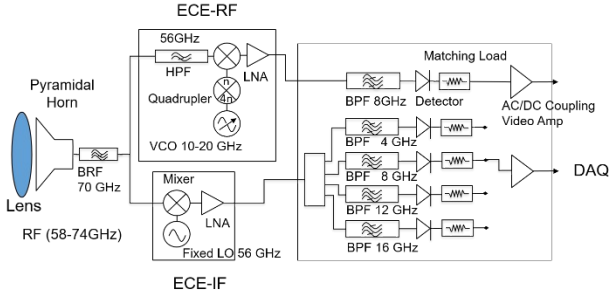 ECE-RF
56GHz
HPF
LNA
Quadrupler
n
4n
VCO 10-20 GHz
Pyramidal
Horn
Lens
BRF
70 GHz
RF (58-74GHz)
Mixer
LNA
Fixed LO 56 GHz
ECE-IF
Matching Load
BPF 8GHz
Detector
AC/DC Coupling
Video Amp
BPF 4 GHz
BPF 8 GHz
BPF 12 GHz
BPF 16 GHz
DAQ